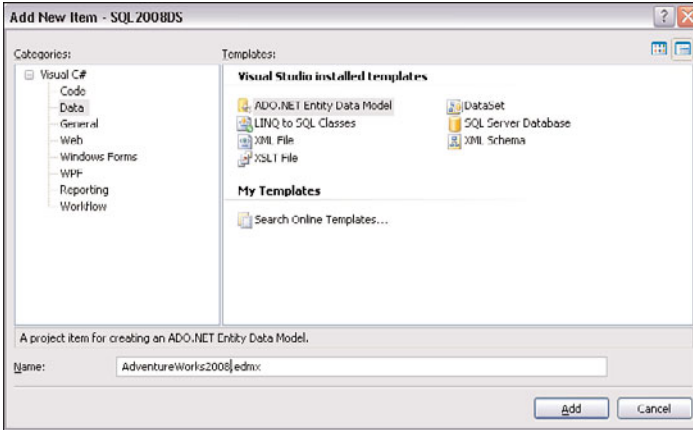 Add New Item - SQL2008DS
Categories:
Templates:
Visual C#
Code
Data
General
Web
Windows Forms
WPF
Reporting
Workflow
Visual Studio installed templates
ADO.NET Entity Data Model
DataSet
LINQ to SQL Classes
SQL Server Database
XML File
XML Schema
XSLT File
My Templates
Search Online Templates...
A project item for creating an ADO.NET Entity Data Model.
Name:
AdventureWorks2008.edmx
Add
Cancel